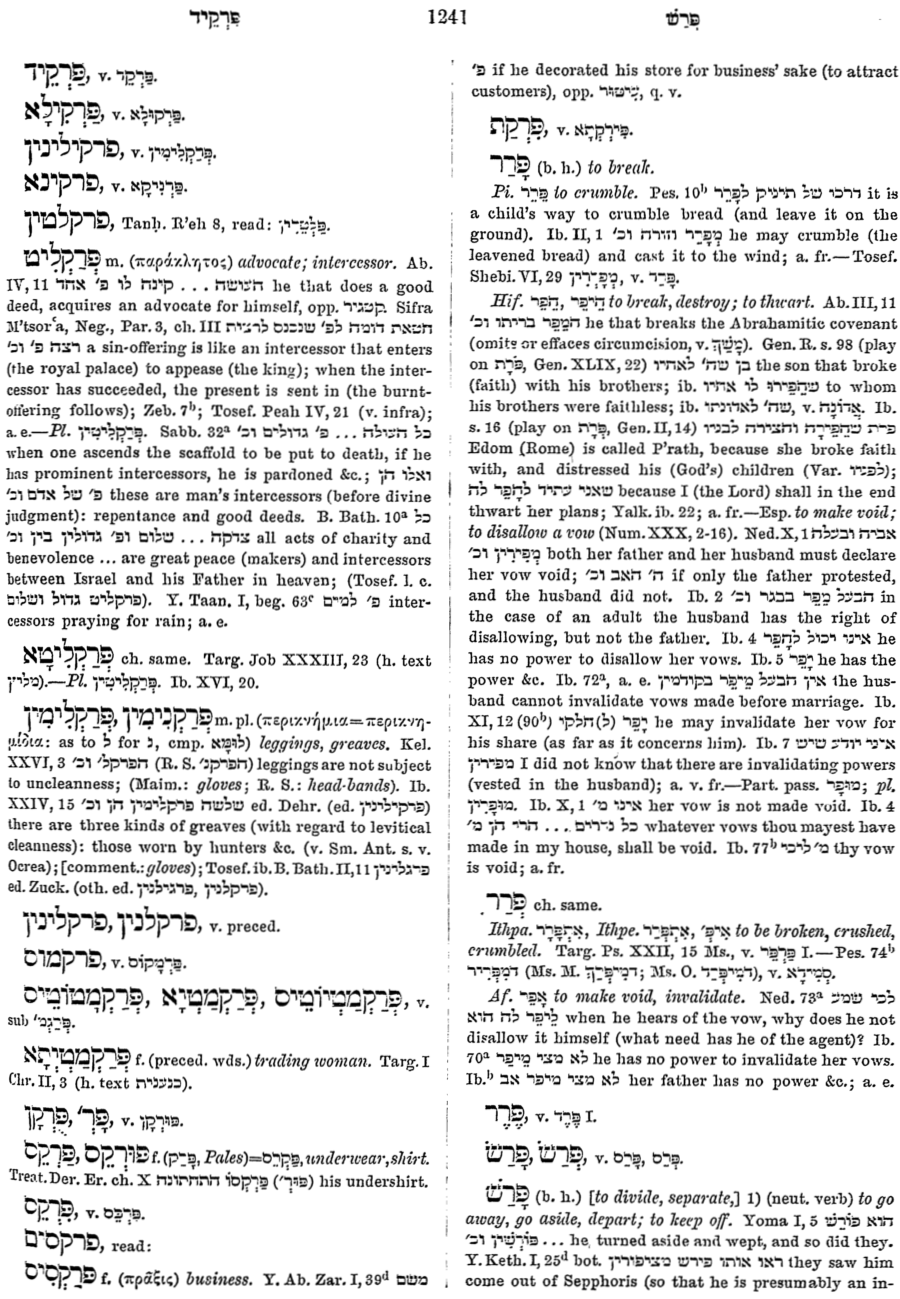 פִּרְקֵיד
1241
פִּרַשׁ
פַּרְקֵיד, v. פַּרְקֵד.
פַּרְקִילָא, v. פַּרְקוּלָא.
פרקילינין, v. פְּרַקְלִימִין.
פרקינא, v. פַּרְנִיקָא.
פרקלטין, Tanḥ. R'eh 8, read: פַּלְטֵרִין.
פְּרַקְלִיט m. (παράκλητος) advocate; intercessor. Ab.
IV, 11 העושה ... קונה לו פ' אחד he that does a good
deed, acquires an advocate for himself, opp. קטגיר. Sifra
M'tsorʿa, Neg., Par. 3, ch. III חטאת דומה לפ' שנכנס לרצות
רצה פ' וכ' a sin-offering is like an intercessor that enters
(the royal palace) to appease (the king); when the inter-
cessor has succeeded, the present is sent in (the burnt-
offering follows); Zeb. 7ᵇ; Tosef. Peah IV, 21 (v. infra);
a. e.—Pl. פְּרַקְלִיטִין. Sabb. 32ᵃ כל העולה ... פ' גדולים וכ'
when one ascends the scaffold to be put to death, if he
has prominent intercessors, he is pardoned &c.; ואלו הן
פ' של אדם וכ' these are man's intercessors (before divine
judgment): repentance and good deeds. B. Bath. 10ᵃ כל
צדקה ... שלום ופ' גדולין בין וכ' all acts of charity and
benevolence ... are great peace (makers) and intercessors
between Israel and his Father in heaven; (Tosef. l. c.
פרקליט גדול ושלום). Y. Taan. I, beg. 63ᶜ פ' למים inter-
cessors praying for rain; a. e.
פְּרַקְלִיטָא ch. same. Targ. Job XXXIII, 23 (h. text
מליץ).—Pl. פְּרַקְלִיטִין. Ib. XVI, 20.
פְּרַקְנִימִין, פְּרַקְלִימִין m. pl. (περικνήμια=περικνη-
μίδια: as to ל for נ, cmp. לוּמָא) leggings, greaves. Kel.
XXVI, 3 הפרקל' וכ' (R. S. הפרקנ') leggings are not subject
to uncleanness; (Maim.: gloves; R. S.: head-bands). Ib.
XXIV, 15 שלשה פרקלימין הן וכ' ed. Dehr. (ed. פרקילינין)
there are three kinds of greaves (with regard to levitical
cleanness): those worn by hunters &c. (v. Sm. Ant. s. v.
Ocrea); [comment.: gloves); Tosef. ib. B. Bath. II, 11 פרגלינין
ed. Zuck. (oth. ed. פרקלנין, פרגילנין).
פרקלנין, פרקלינין, v. preced.
פרקמוס, v. פַּרְמָקוֹס.
פְּרַקְמַטְיוֹטֵיס, פְּרַקְמַטְיָא, פְּרַקְמָטוֹטֵיס, v.
sub פְּרַגְמ'.
פְּרַקְמַטְיְתָא f. (preced. wds.) trading woman. Targ. I
Chr. II, 3 (h. text כנענית).
פָּרְ', פֻּרְקָן, v. פורקן.
פּוּרְקֵס, פַּרְקֵס f. (פָּרַק, Pales)=פְּקַרֵס, underwear, shirt.
Treat. Der. Er. ch. X פַּרְקְסוֹ התחתונה (פּוּר') his undershirt.
פִּרְקֵס, v. פִּרְכֵּס.
פרקסים, read:
פְּרַקְסִיס f. (πρᾶξις) business. Y. Ab. Zar. I, 39ᵈ משם
פ' if he decorated his store for business' sake (to attract
customers), opp. עיטור, q. v.
פִּרְקַת, v. פּירְקְתָא.
פָּרַר (b. h.) to break.
Pi. פֵּרֵר to crumble. Pes. 10ᵇ דרכו של תינוק לפָרֵר it is
a child's way to crumble bread (and leave it on the
ground). Ib. II, 1 מְפָרֵר וזורה וכ' he may crumble (the
leavened bread) and cast it to the wind; a. fr.—Tosef.
Shebi. VI, 29 מְפָרְדִין, v. פָּרַד.
Hif. הֵיפֵר, הֵפֵר to break, destroy; to thwart. Ab. III, 11
המֵפֵר בריתו וכ' he that breaks the Abrahamitic covenant
(omits or effaces circumcision, v. מָשַׁךְ). Gen. R. s. 98 (play
on פֹּרָת, Gen. XLIX, 22) בן שה' לאחיו the son that broke
(faith) with his brothers; ib. שהֵפֵירוּ לו אחיו to whom
his brothers were faithless; ib. שה' לאדונתו, v. אֲדוֹנָה. Ib.
s. 16 (play on פְּרָת, Gen. II, 14) פרת שהֵפֵירָה והצירה לבניו
Edom (Rome) is called P'rath, because she broke faith
with, and distressed his (God's) children (Var. לפניו);
שאני עתיד להָפֵר לה because I (the Lord) shall in the end
thwart her plans; Yalk. ib. 22; a. fr.—Esp. to make void;
to disallow a vow (Num. XXX, 2-16). Ned. X, 1 אביה ובעלה
מְפִירִין וכ' both her father and her husband must declare
her vow void; ה' האב וכ' if only the father protested,
and the husband did not. Ib. 2 הבעל מֵפֵר בבגר וכ' in
the case of an adult the husband has the right of
disallowing, but not the father. Ib. 4 אינו יכול להָפֵר he
has no power to disallow her vows. Ib. 5 יָפֵר he has the
power &c. Ib. 72ᵃ, a. e. אין הבעל מֵיפֵר בקודמין the hus-
band cannot invalidate vows made before marriage. Ib.
XI, 12 (90ᵇ) יָפֵר (ל)חלקו he may invalidate her vow for
his share (as far as it concerns him). Ib. 7 איני יודע שיש
מפירין I did not know that there are invalidating powers
(vested in the husband); a. v. fr.—Part. pass. מוּפָר; pl.
מוּפָרִין. Ib. X, 1 אינו מ' her vow is not made void. Ib. 4
כל נדרים ... הרי הן מ' whatever vows thou mayest have
made in my house, shall be void. Ib. 77ᵇ מ' ליכי thy vow
is void; a. fr.
פְּרַר ch. same.
Ithpa. אִתְפָּרָר, Ithpe. אִתְפְּרַר, אִיפְּ' to be broken, crushed,
crumbled. Targ. Ps. XXII, 15 Ms., v. פַּרְפֵּר I.—Pes. 74ᵇ
דמִפְּרִיר (Ms. M. דמִיפְּרַךְ; Ms. O. דמִיפְּרַד), v. סְמִידָא.
Af. אָפֵר to make void, invalidate. Ned. 73ᵃ לכי שמע
לֵיפֵר לה הוא when he hears of the vow, why does he not
disallow it himself (what need has he of the agent)? Ib.
70ᵃ לא מצי מֵיפֵר he has no power to invalidate her vows.
Ib.ᵇ לא מצי מיפר אב her father has no power &c.; a. e.
פֶּרֶר, v. פֶּרֶד I.
פָּרַשׂ, פָּרַשׂ, v. פָּרַס, פְּרַס.
פָּרַשׁ (b. h.) [to divide, separate,] 1) (neut. verb) to go
away, go aside, depart; to keep off. Yoma I, 5 הוא פוֹרֵשׁ
פּוֹרְשִׁין וכ' ... he turned aside and wept, and so did they.
Y. Keth. I, 25ᵈ bot. ראו אותו פירש מציפורין they saw him
come out of Sepphoris (so that he is presumably an in-